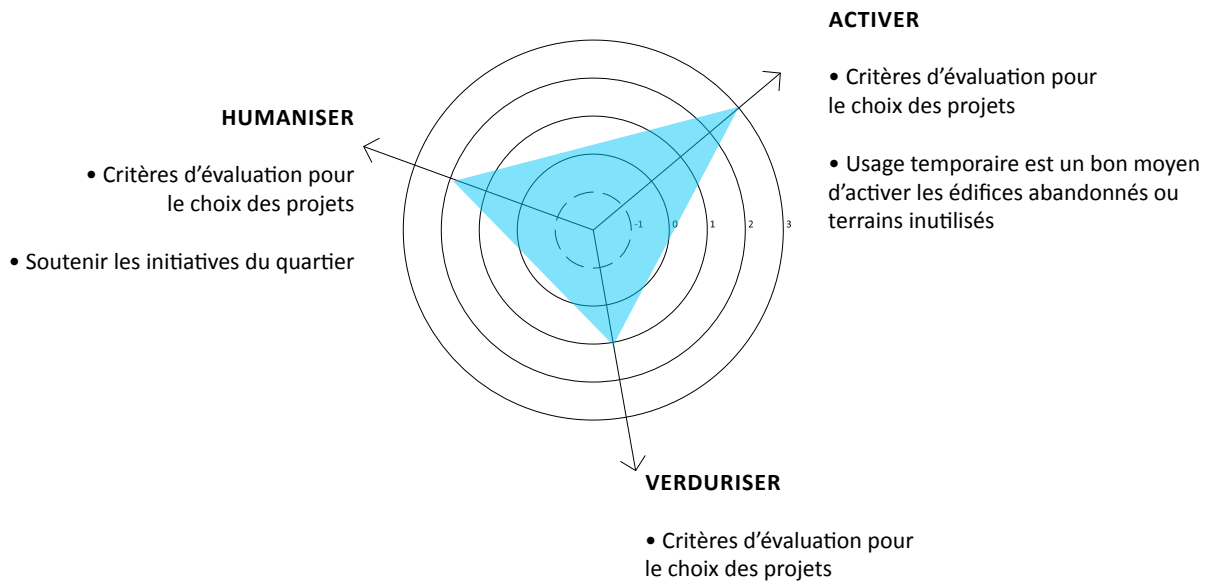 ACTIVER
• Critères d'évaluation pour
le choix des projets
• Usage temporaire est un bon moyen
d'activer les édifices abandonnés ou
terrains inutilisés
HUMANISER
• Critères d'évaluation pour
le choix des projets
• Soutenir les initiatives du quartier
-1 0 1 2 3
VERDURISER
• Critères d'évaluation pour
le choix des projets